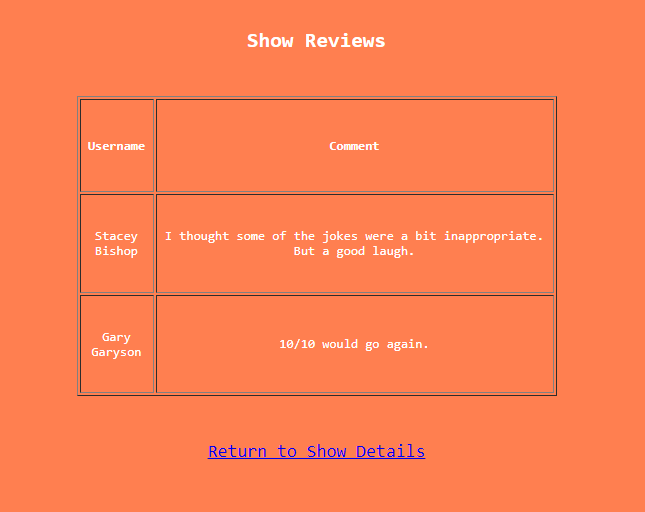 Show Reviews
Username
Comment
Stacey
Bishop
I thought some of the jokes were a bit inappropriate.
But a good laugh.
Gary
Garyson
10/10 would go again.
Return to Show Details